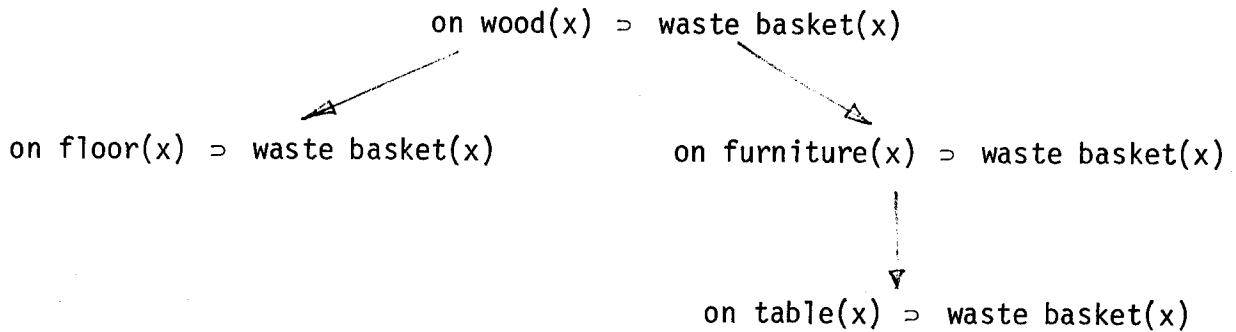 on wood(x) ⊃ waste basket(x)
on floor(x) ⊃ waste basket(x)
on furniture(x) ⊃ waste basket(x)
on table(x) ⊃ waste basket(x)